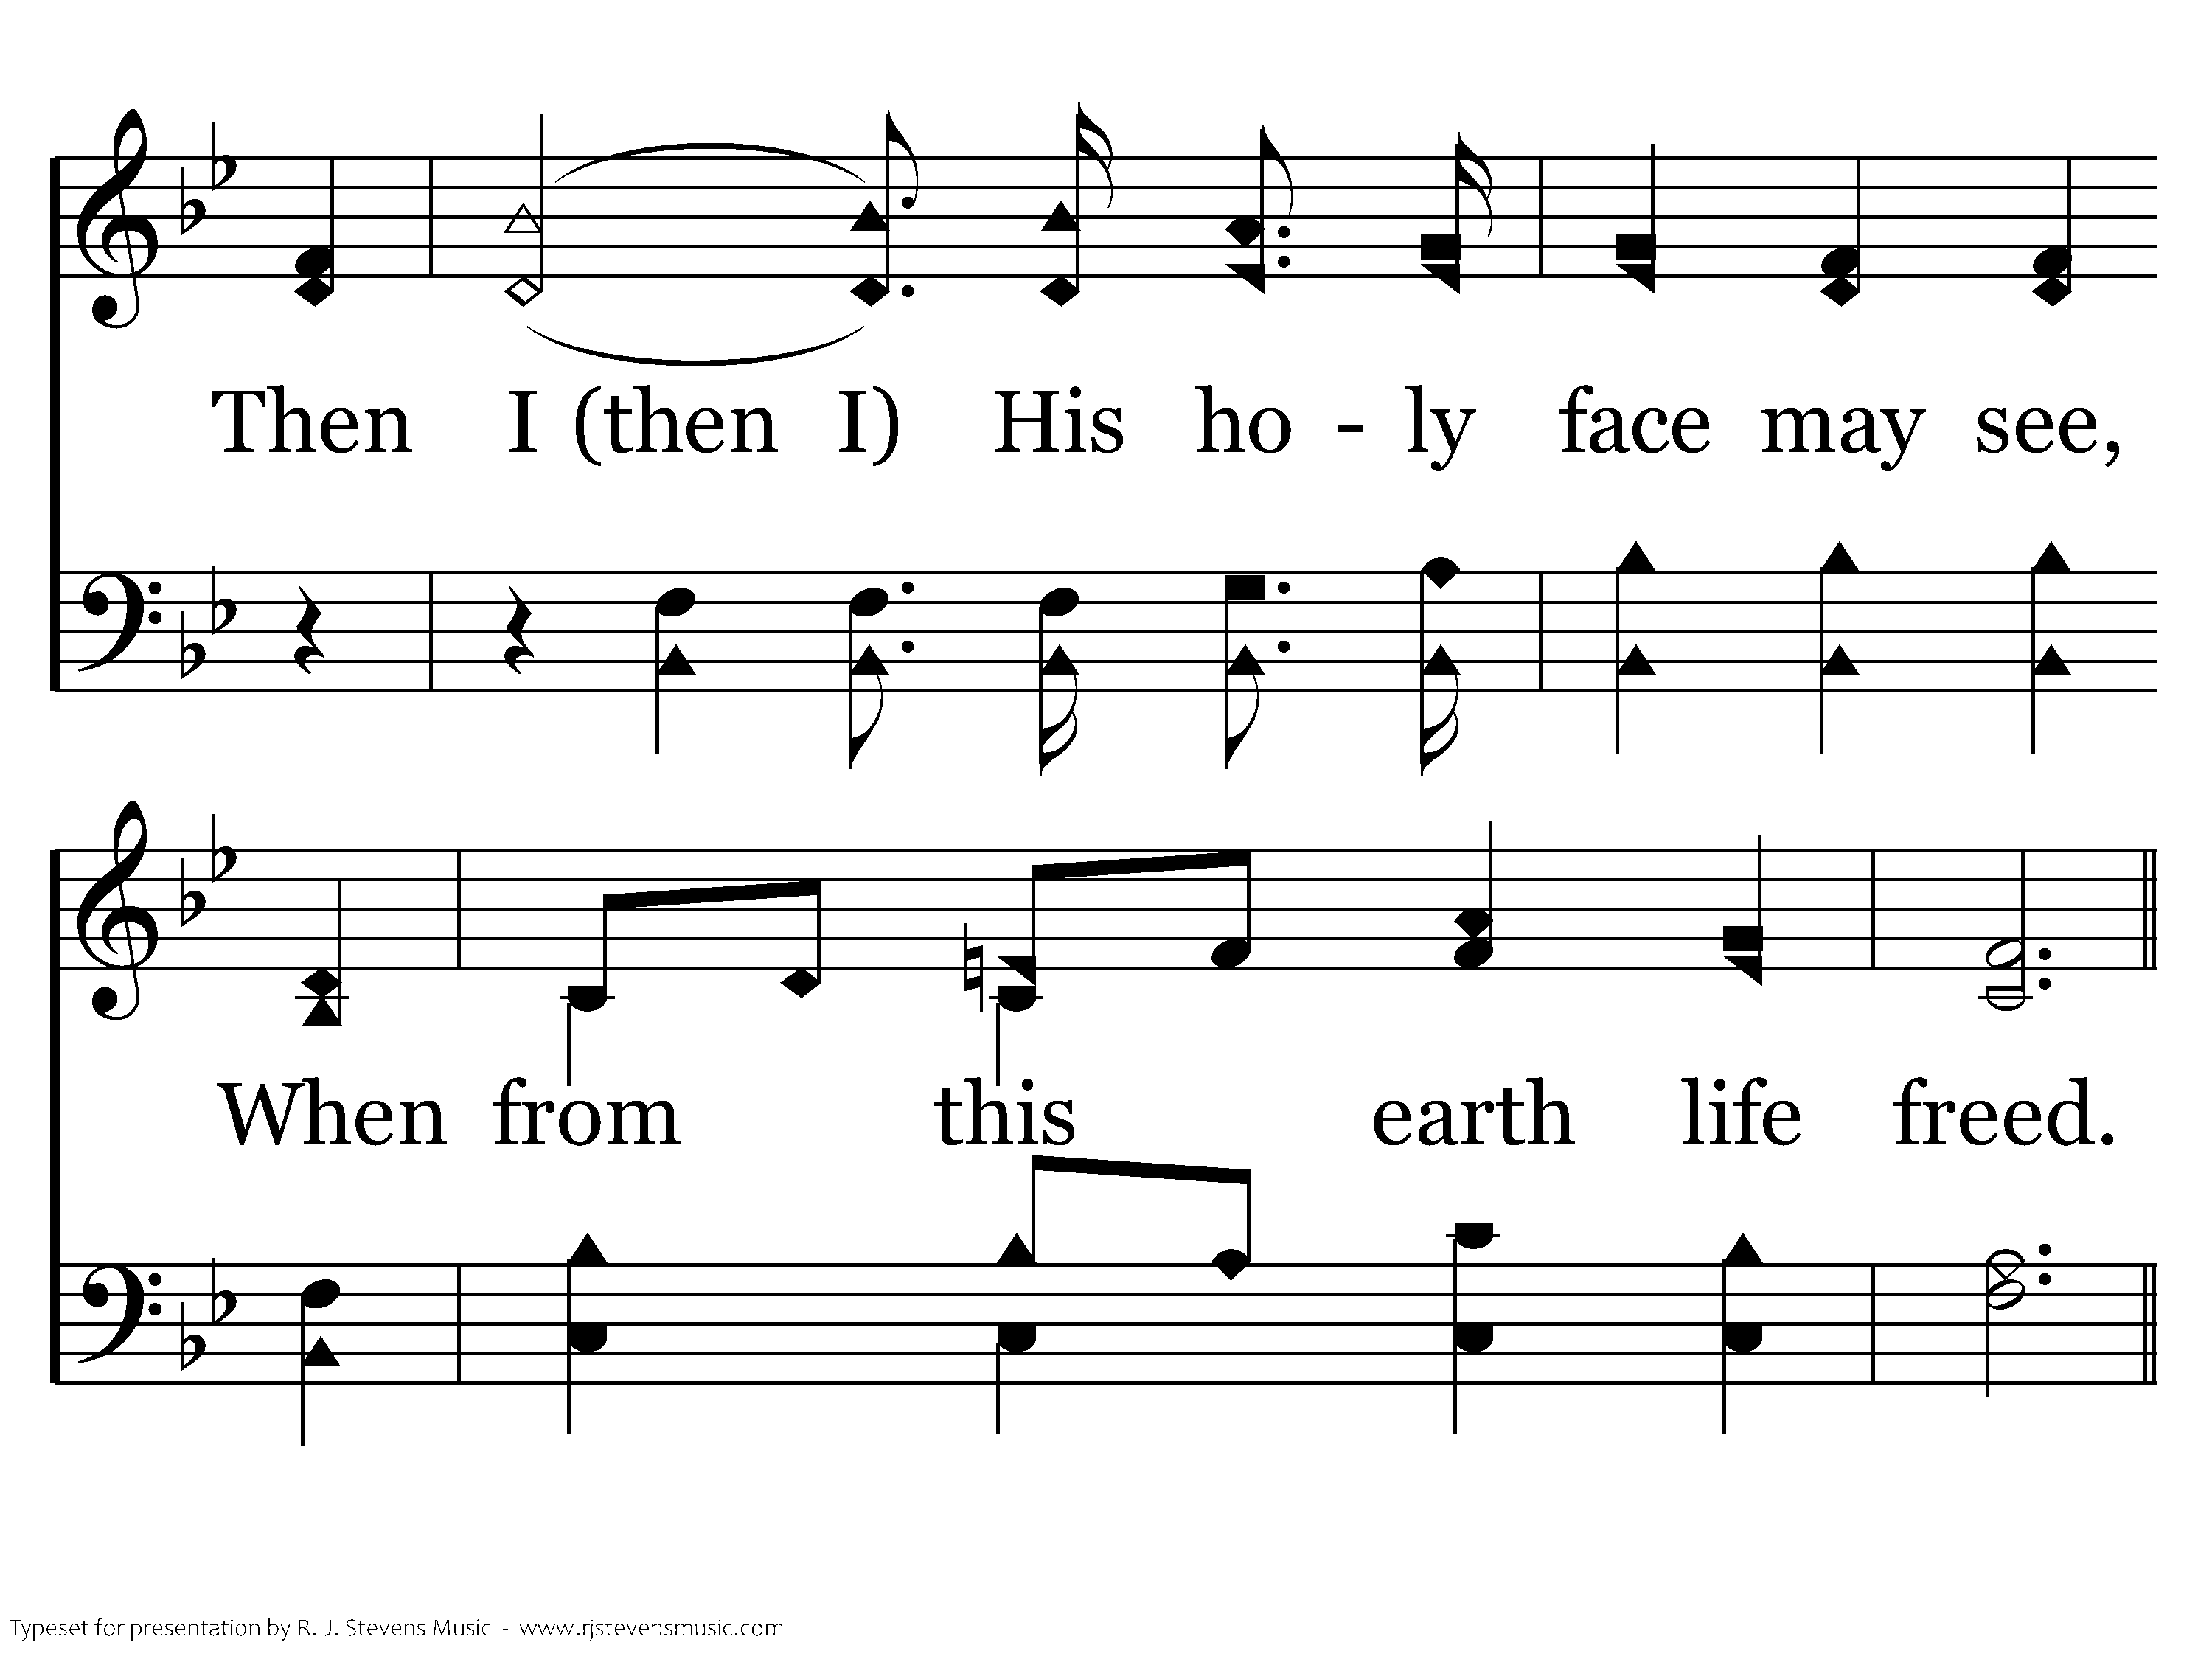 Then I (then I) His ho - ly face may see,
When from this earth life freed.
Typeset for presentation by R. J. Stevens Music - www.rjstevensmusic.com